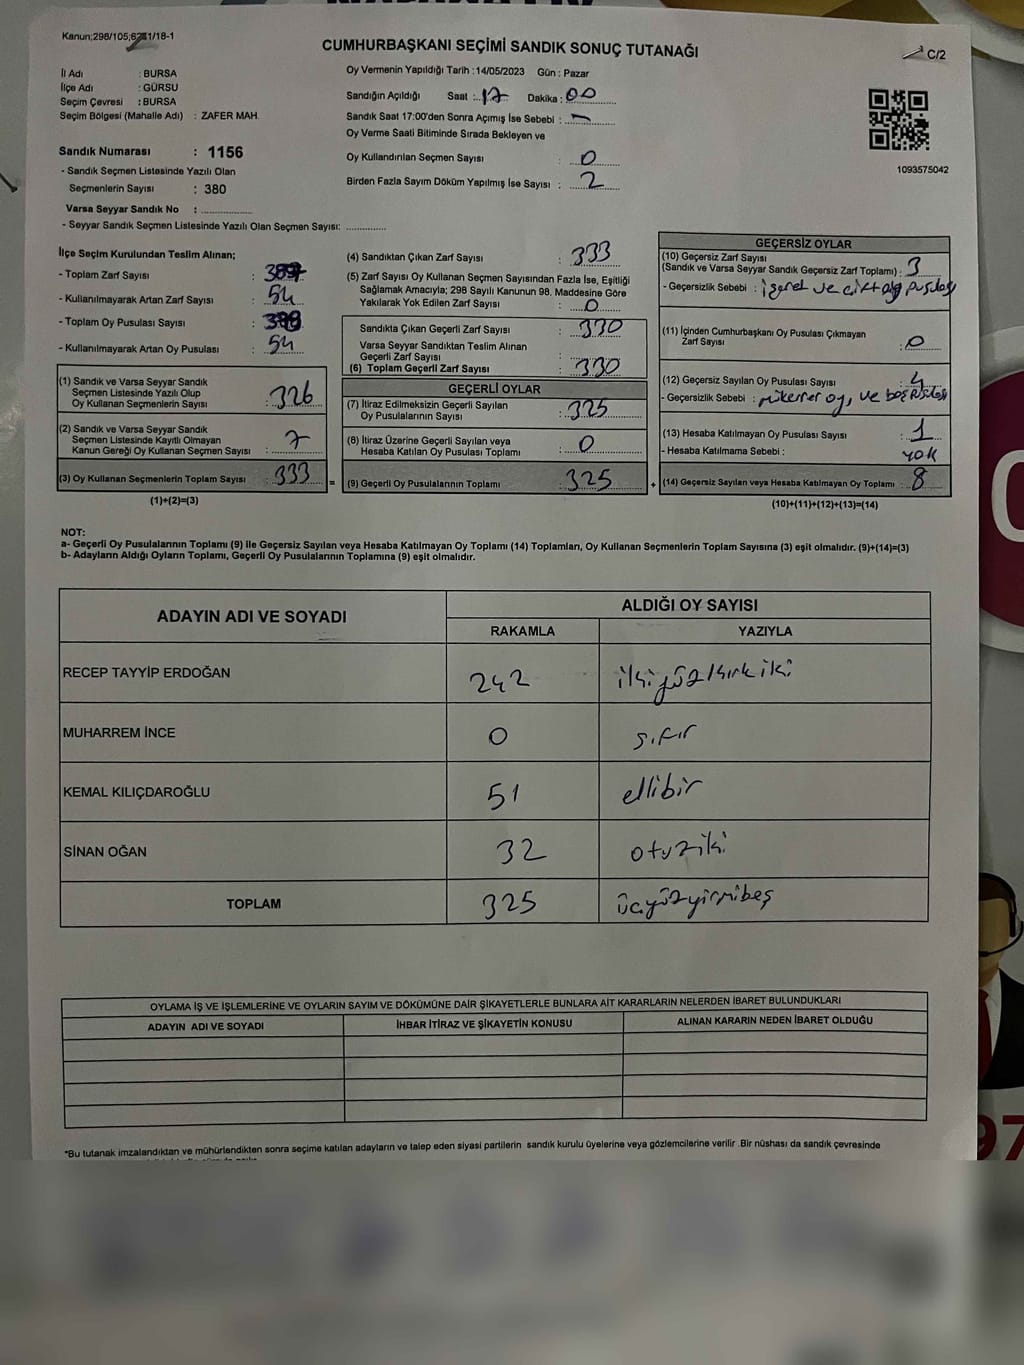 Kanun;298/105;6271/18-1
CUMHURBAŞKANI SEÇİMİ SANDIK SONUÇ TUTANAĞI
C/2
İl Adı : BURSA
İlçe Adı : GÜRSU
Seçim Çevresi : BURSA
Seçim Bölgesi (Mahalle Adı) : ZAFER MAH.
Sandık Numarası : 1156
- Sandık Seçmen Listesinde Yazılı Olan
Seçmenlerin Sayısı : 380
Varsa Seyyar Sandık No : ..............
- Seyyar Sandık Seçmen Listesinde Yazılı Olan Seçmen Sayısı: ............
Oy Vermenin Yapıldığı Tarih : 14/05/2023 Gün : Pazar
Sandığın Açıldığı Saat : 17 Dakika : 00
Sandık Saat 17:00'den Sonra Açımış İse Sebebi : -
Oy Verme Saati Bitiminde Sırada Bekleyen ve
Oy Kullandırılan Seçmen Sayısı : 0
Birden Fazla Sayım Döküm Yapılmış İse Sayısı : 2
1093575042
İlçe Seçim Kurulundan Teslim Alınan;
- Toplam Zarf Sayısı :
- Kullanılmayarak Artan Zarf Sayısı : 54
- Toplam Oy Pusulası Sayısı :
- Kullanılmayarak Artan Oy Pusulası : 54
(1) Sandık ve Varsa Seyyar Sandık
Seçmen Listesinde Yazılı Olup
Oy Kullanan Seçmenlerin Sayısı : 326
(2) Sandık ve Varsa Seyyar Sandık
Seçmen Listesinde Kayıtlı Olmayan
Kanun Gereği Oy Kullanan Seçmen Sayısı : 7
(3) Oy Kullanan Seçmenlerin Toplam Sayısı : 333 =
(1)+(2)=(3)
(4) Sandıktan Çıkan Zarf Sayısı : 333
(5) Zarf Sayısı Oy Kullanan Seçmen Sayısından Fazla İse, Eşitliği
Sağlamak Amacıyla; 298 Sayılı Kanunun 98. Maddesine Göre
Yakılarak Yok Edilen Zarf Sayısı : 0
Sandıkta Çıkan Geçerli Zarf Sayısı : 330
Varsa Seyyar Sandıktan Teslim Alınan
Geçerli Zarf Sayısı :
(6) Toplam Geçerli Zarf Sayısı : 330
GEÇERLİ OYLAR
(7) İtiraz Edilmeksizin Geçerli Sayılan
Oy Pusulalarının Sayısı : 325
(8) İtiraz Üzerine Geçerli Sayılan veya
Hesaba Katılan Oy Pusulası Toplamı : 0
(9) Geçerli Oy Pusulalarının Toplamı : 325 +
GEÇERSİZ OYLAR
(10) Geçersiz Zarf Sayısı
(Sandık ve Varsa Seyyar Sandık Geçersiz Zarf Toplamı) : 3
- Geçersizlik Sebebi : işaret ve çift oy pusulası
(11) İçinden Cumhurbaşkanı Oy Pusulası Çıkmayan
Zarf Sayısı : 0
(12) Geçersiz Sayılan Oy Pusulası Sayısı : 4
- Geçersizlik Sebebi : mükerrer oy, ve boş pusula
(13) Hesaba Katılmayan Oy Pusulası Sayısı : 1
- Hesaba Katılmama Sebebi : yok
(14) Geçersiz Sayılan veya Hesaba Katılmayan Oy Toplamı : 8
(10)+(11)+(12)+(13)=(14)
NOT:
a- Geçerli Oy Pusulalarının Toplamı (9) ile Geçersiz Sayılan veya Hesaba Katılmayan Oy Toplamı (14) Toplamları, Oy Kullanan Seçmenlerin Toplam Sayısına (3) eşit olmalıdır. (9)+(14)=(3)
b- Adayların Aldığı Oyların Toplamı, Geçerli Oy Pusulalarının Toplamına (9) eşit olmalıdır.
ADAYIN ADI VE SOYADI
ALDIĞI OY SAYISI
RAKAMLA YAZIYLA
RECEP TAYYİP ERDOĞAN 242 ikiyüzkırkiki
MUHARREM İNCE 0 sıfır
KEMAL KILIÇDAROĞLU 51 ellibir
SİNAN OĞAN 32 otuziki
TOPLAM 325 üçyüzyirmibeş
OYLAMA İŞ VE İŞLEMLERİNE VE OYLARIN SAYIM VE DÖKÜMÜNE DAİR ŞİKAYETLERLE BUNLARA AİT KARARLARIN NELERDEN İBARET BULUNDUKLARI
ADAYIN ADI VE SOYADI İHBAR İTİRAZ VE ŞİKAYETİN KONUSU ALINAN KARARIN NEDEN İBARET OLDUĞU
*Bu tutanak imzalandıktan ve mühürlendikten sonra seçime katılan adayların ve talep eden siyasi partilerin sandık kurulu üyelerine veya gözlemcilerine verilir .Bir nüshası da sandık çevresinde
97